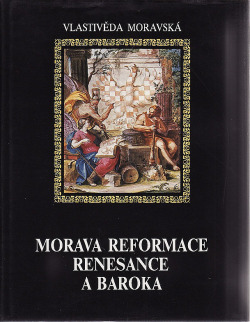 VLASTIVĚDA MORAVSKÁ
MORAVA REFORMACE
RENESANCE
A BAROKA